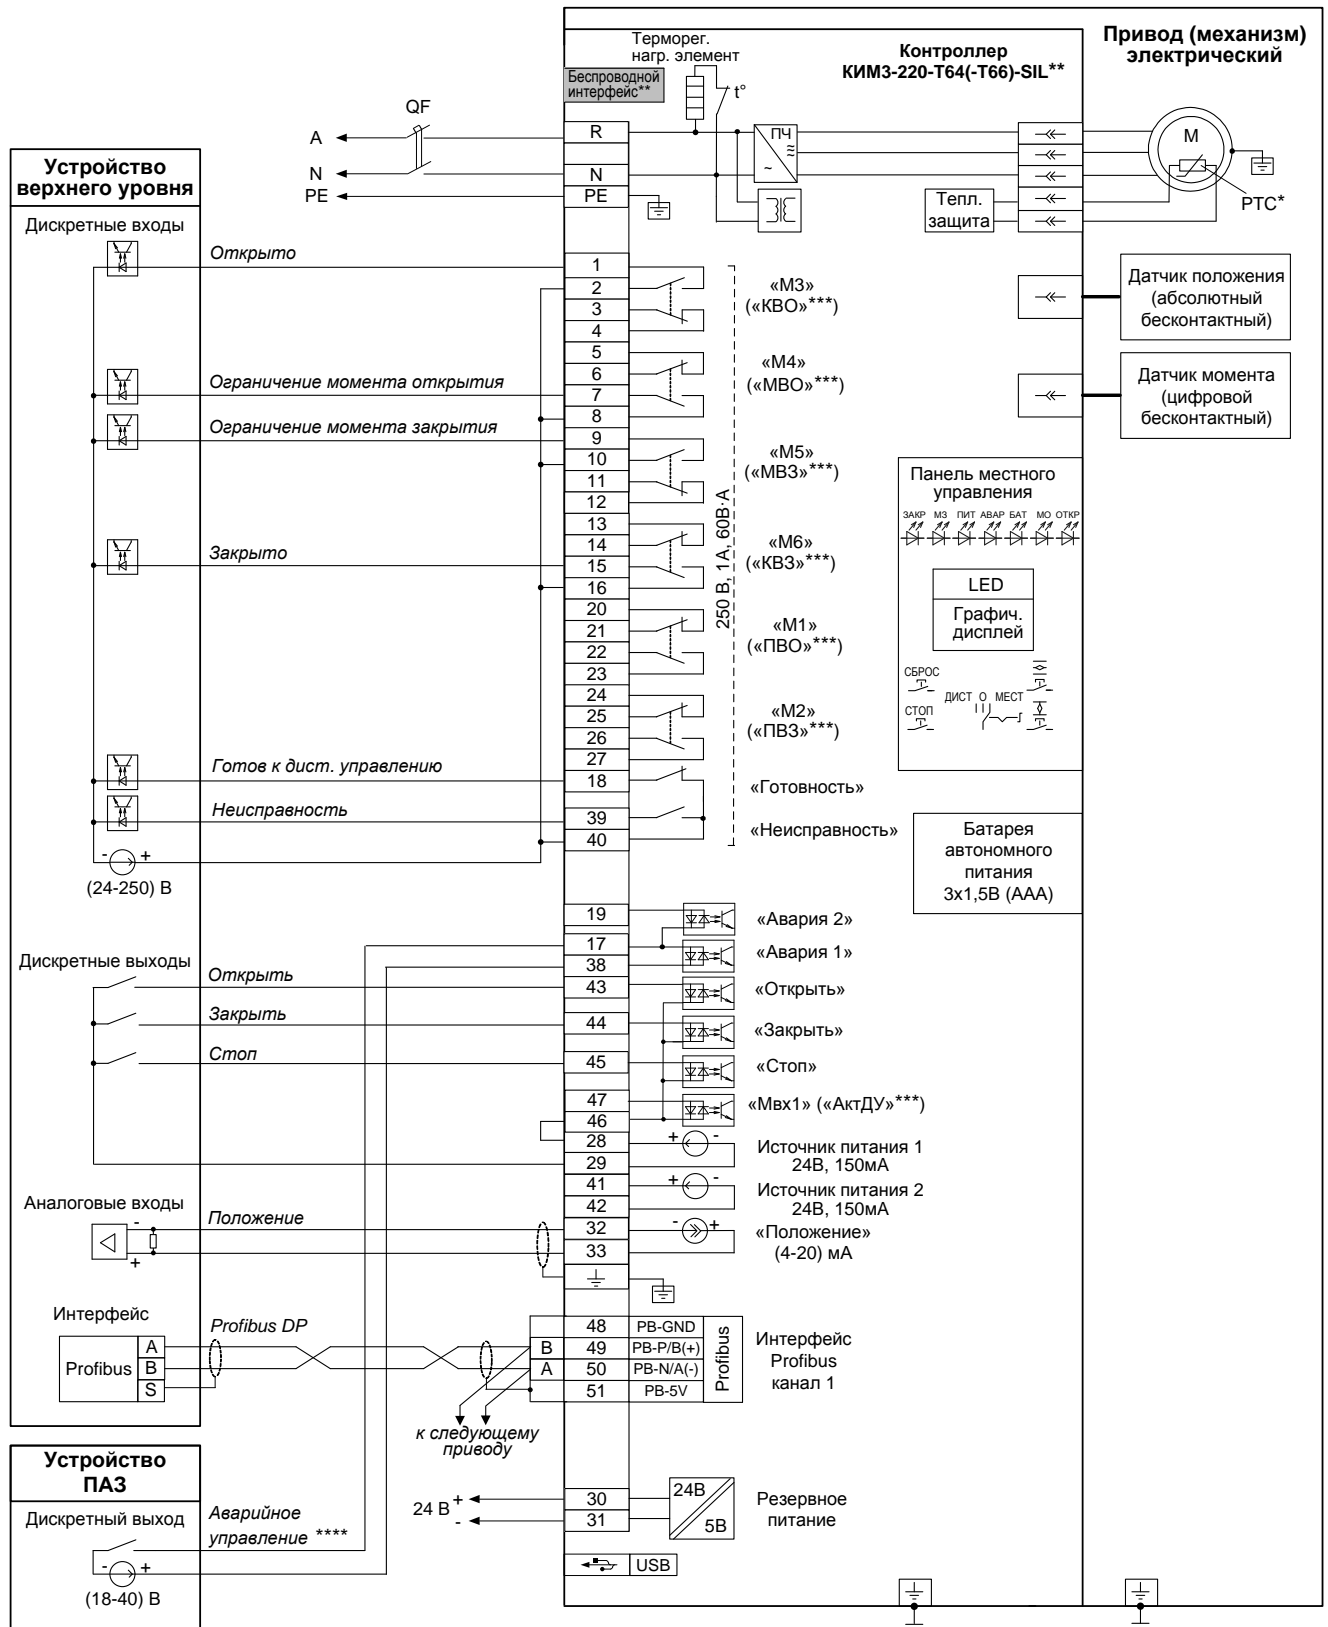 Привод (механизм)
электрический
Контроллер
КИМ3-220-Т64(-Т66)-SIL**
Терморег.
нагр. элемент
t°
Беспроводной
интерфейс**
QF
A
N
PE
R
N
PE
ПЧ
≈
~
M
PTC*
Тепл.
защита
Устройство
верхнего уровня
Дискретные входы
Открыто
Ограничение момента открытия
Ограничение момента закрытия
Закрыто
Готов к дист. управлению
Неисправность
- +
(24-250) В
1
2
3
4
5
6
7
8
9
10
11
12
13
14
15
16
20
21
22
23
24
25
26
27
18
39
40
«М3»
(«КВО»***)
«М4»
(«МВО»***)
«М5»
(«МВЗ»***)
«М6»
(«КВЗ»***)
«М1»
(«ПВО»***)
«М2»
(«ПВЗ»***)
«Готовность»
«Неисправность»
250 В, 1А, 60В·А
Датчик положения
(абсолютный
бесконтактный)
Датчик момента
(цифровой
бесконтактный)
Панель местного
управления
ЗАКР МЗ ПИТ АВАР БАТ МО ОТКР
LED
Графич.
дисплей
СБРОС
СТОП
ДИСТ О МЕСТ
Батарея
автономного
питания
3х1,5В (ААА)
Дискретные выходы
Открыть
Закрыть
Стоп
19
17
38
43
44
45
47
46
28
29
41
42
32
33
«Авария 2»
«Авария 1»
«Открыть»
«Закрыть»
«Стоп»
«Мвх1» («АктДУ»***)
+ -
Источник питания 1
24В, 150мА
+ -
Источник питания 2
24В, 150мА
- +
«Положение»
(4-20) мА
Аналоговые входы
-
+
Положение
Интерфейс
Profibus
A
B
S
Profibus DP
B
A
48 PB-GND
49 PB-P/B(+)
50 PB-N/A(-)
51 PB-5V
Profibus
Интерфейс
Profibus
канал 1
к следующему
приводу
Устройство
ПАЗ
Дискретный выход
- +
(18-40) В
Аварийное
управление ****
24 В
+
-
30
31
24В
5В
Резервное
питание
USB